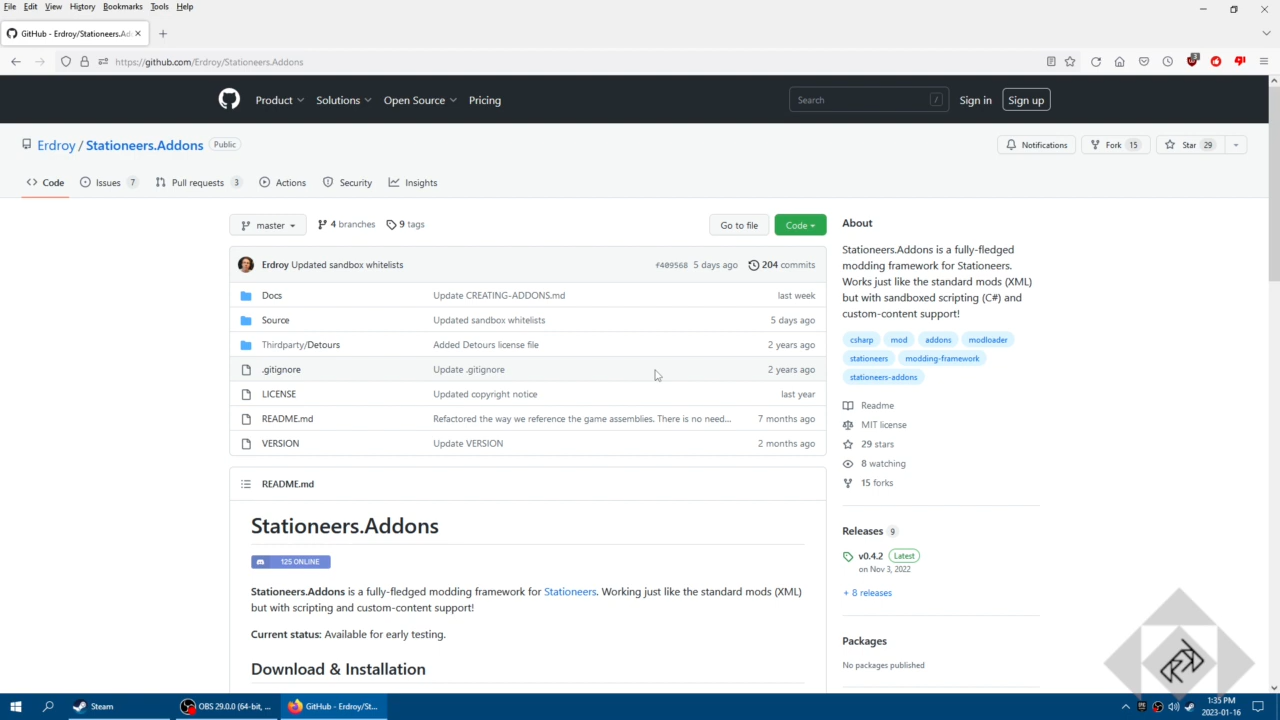 File Edit View History Bookmarks Tools Help
GitHub - Erdroy/Stationeers.Ad
https://github.com/Erdroy/Stationeers.Addons
3
Product Solutions Open Source Pricing
Search /
Sign in Sign up
Erdroy / Stationeers.Addons Public
Notifications Fork 15 Star 29
Code Issues 7 Pull requests 3 Actions Security Insights
master 4 branches 9 tags Go to file Code
Erdroy Updated sandbox whitelists f409568 5 days ago 204 commits
Docs Update CREATING-ADDONS.md last week
Source Updated sandbox whitelists 5 days ago
Thirdparty/Detours Added Detours license file 2 years ago
.gitignore Update .gitignore 2 years ago
LICENSE Updated copyright notice last year
README.md Refactored the way we reference the game assemblies. There is no need... 7 months ago
VERSION Update VERSION 2 months ago
README.md
Stationeers.Addons
125 ONLINE
Stationeers.Addons is a fully-fledged modding framework for Stationeers. Working just like the standard mods (XML)
but with scripting and custom-content support!
Current status: Available for early testing.
Download & Installation
About
Stationeers.Addons is a fully-fledged
modding framework for Stationeers.
Works just like the standard mods (XML)
but with sandboxed scripting (C#) and
custom-content support!
csharp mod addons modloader
stationeers modding-framework
stationeers-addons
Readme
MIT license
29 stars
8 watching
15 forks
Releases 9
v0.4.2 Latest
on Nov 3, 2022
+ 8 releases
Packages
No packages published
Steam
OBS 29.0.0 (64-bit, ...
GitHub - Erdroy/St...
1:35 PM
2023-01-16